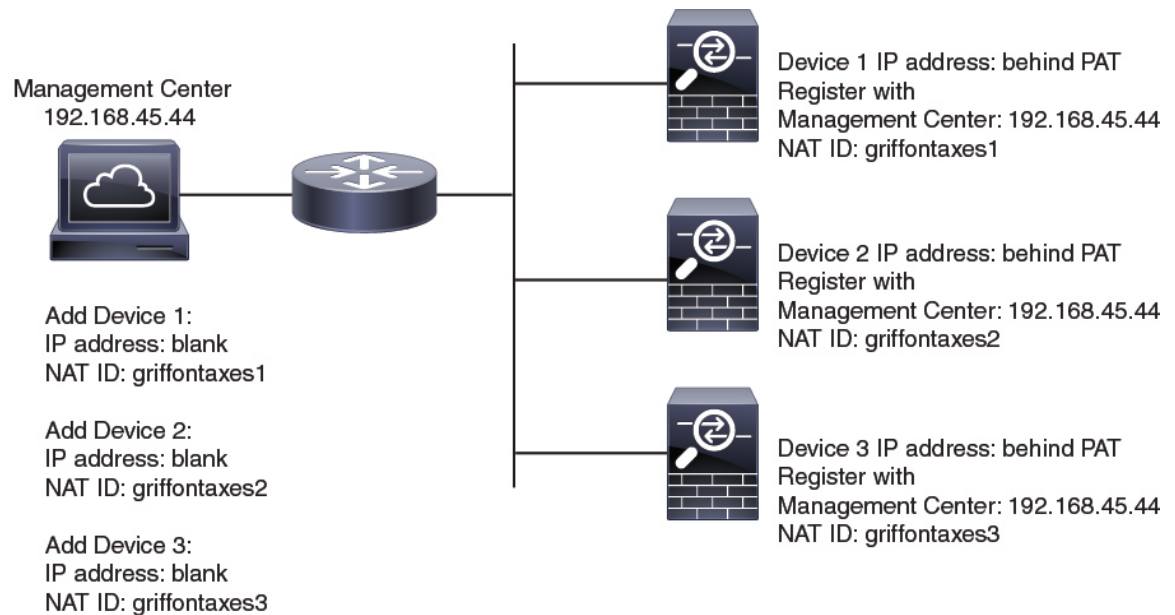 Management Center
192.168.45.44
Add Device 1:
IP address: blank
NAT ID: griffontaxes1
Add Device 2:
IP address: blank
NAT ID: griffontaxes2
Add Device 3:
IP address: blank
NAT ID: griffontaxes3
Device 1 IP address: behind PAT
Register with
Management Center: 192.168.45.44
NAT ID: griffontaxes1
Device 2 IP address: behind PAT
Register with
Management Center: 192.168.45.44
NAT ID: griffontaxes2
Device 3 IP address: behind PAT
Register with
Management Center: 192.168.45.44
NAT ID: griffontaxes3